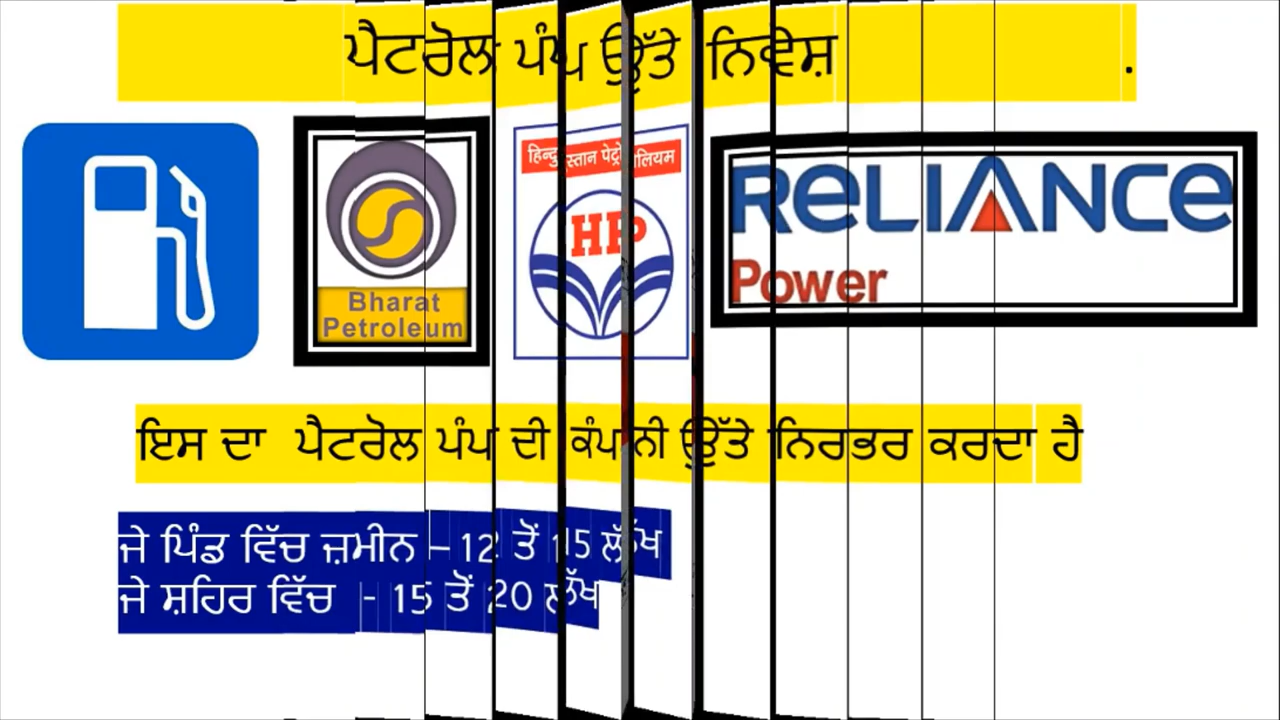 ਪੈਟਰੋਲ ਪੰਪ ਉੱਤੇ ਨਿਵੇਸ਼ .
Bharat
Petroleum
हिन्दुस्तान पेट्रोलियम
HP
RELIANCE
Power
ਇਸ ਦਾ ਪੈਟਰੋਲ ਪੰਪ ਦੀ ਕੰਪਨੀ ਉੱਤੇ ਨਿਰਭਰ ਕਰਦਾ ਹੈ
ਜੇ ਪਿੰਡ ਵਿੱਚ ਜ਼ਮੀਨ – 12 ਤੋਂ 15 ਲੱਖ
ਜੇ ਸ਼ਹਿਰ ਵਿੱਚ - 15 ਤੋਂ 20 ਲੱਖ